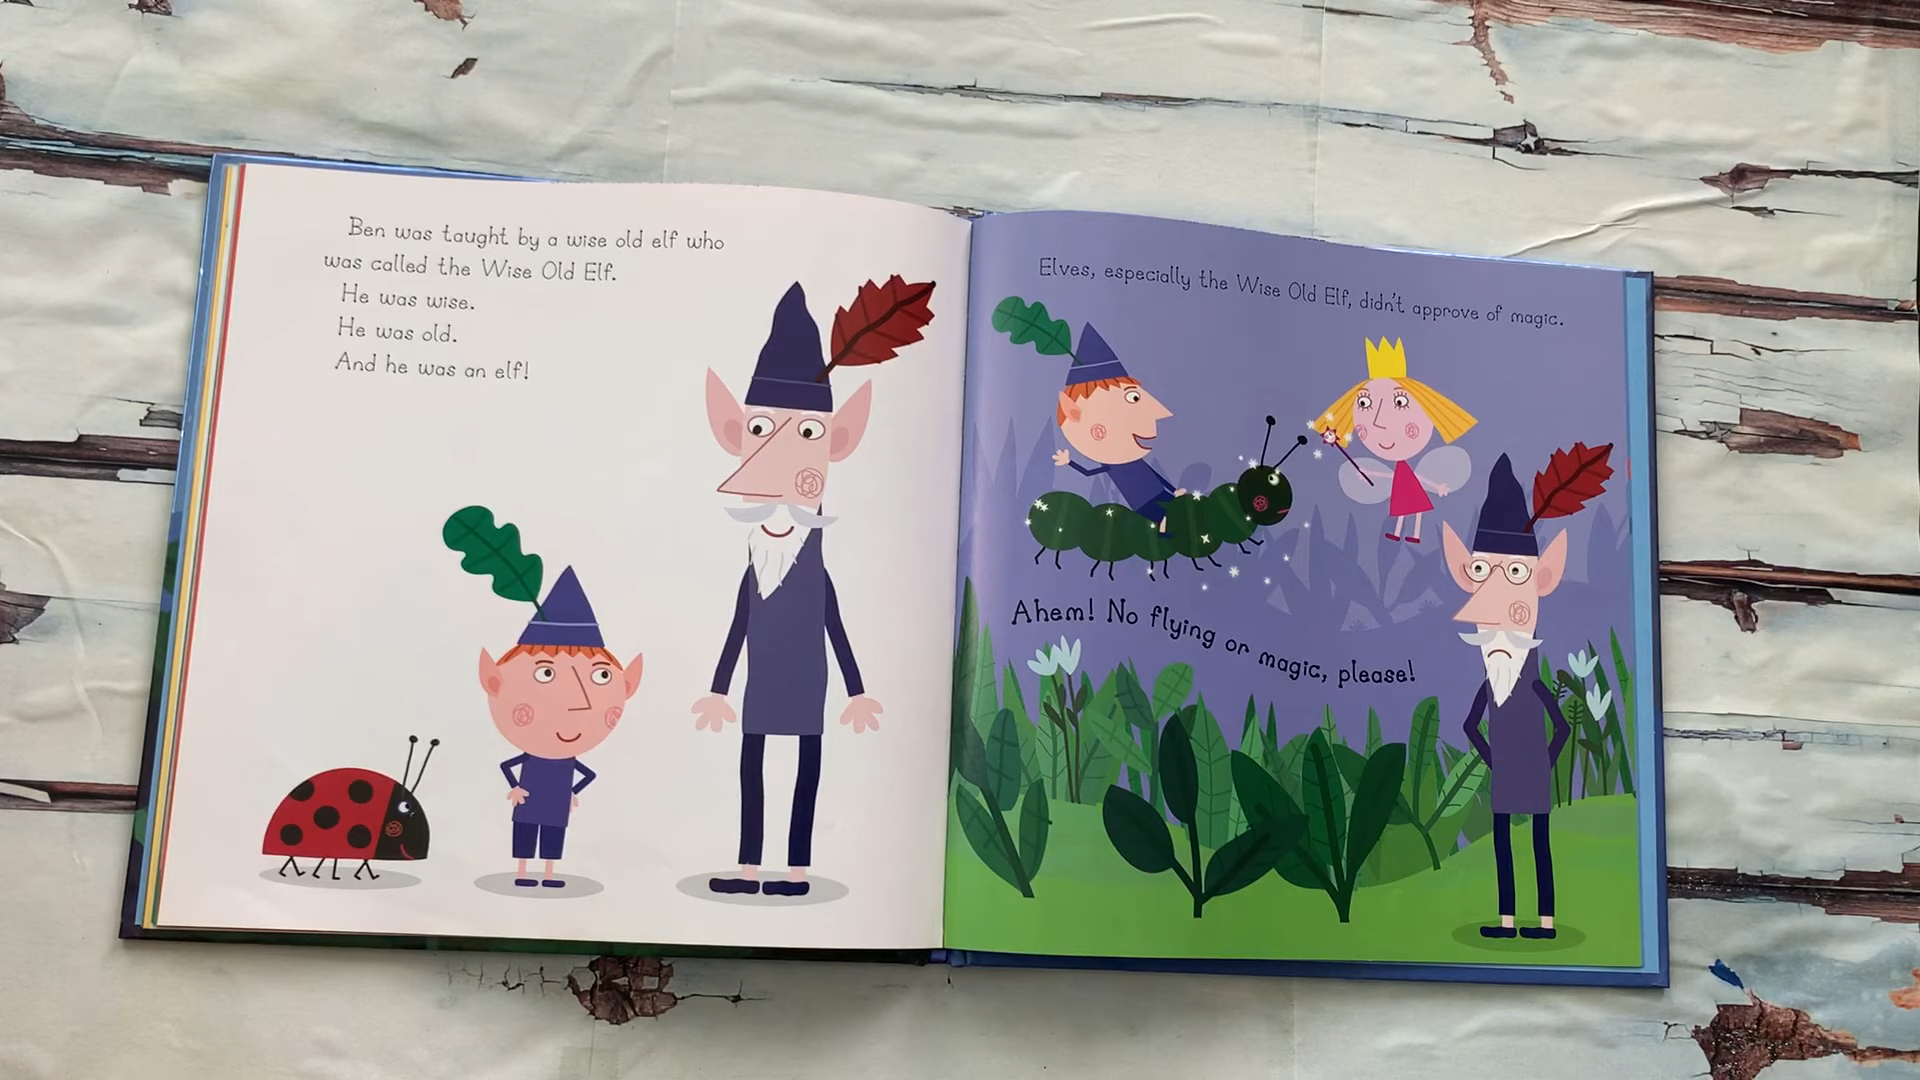 Ben was taught by a wise old elf who
was called the Wise Old Elf.
He was wise.
He was old.
And he was an elf!
Elves, especially the Wise Old Elf, didn't approve of magic.
Ahem! No flying or magic, please!